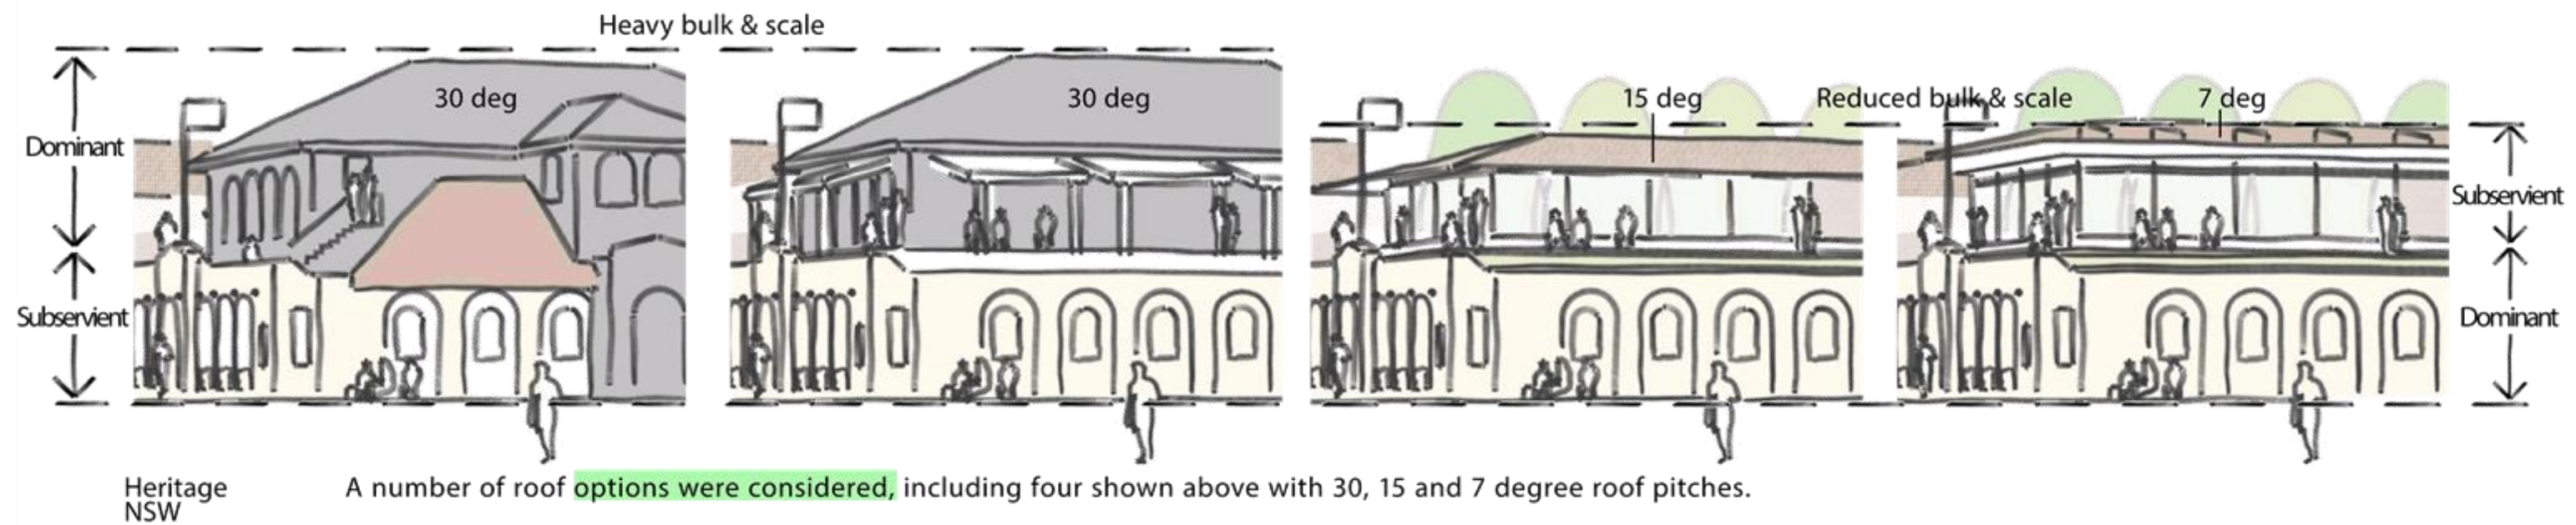 Heavy bulk & scale
30 deg
30 deg
15 deg
Reduced bulk & scale
7 deg
Dominant
Subservient
Subservient
Dominant
Heritage
NSW
A number of roof options were considered, including four shown above with 30, 15 and 7 degree roof pitches.